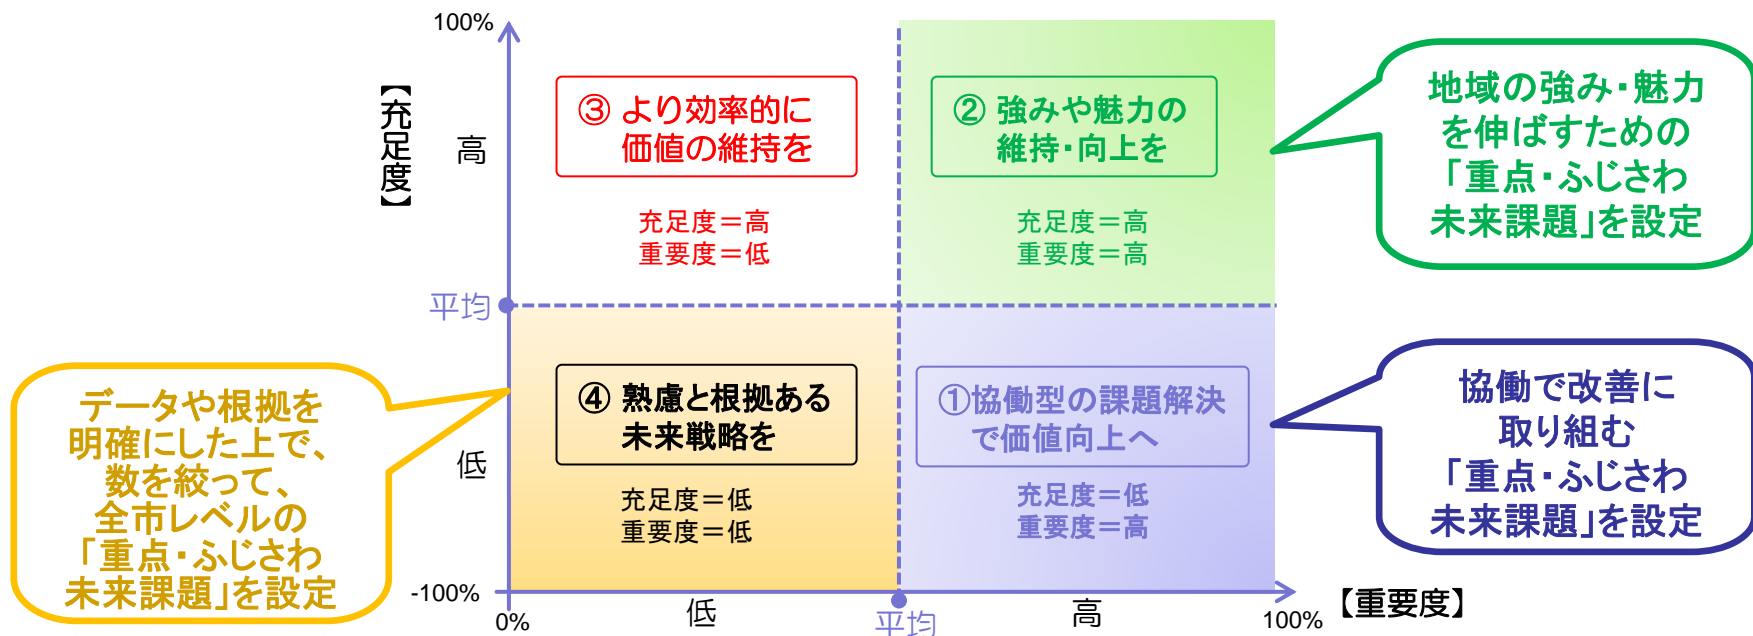 100%
【充足度】
高
③ より効率的に
価値の維持を
充足度＝高
重要度＝低
② 強みや魅力の
維持・向上を
充足度＝高
重要度＝高
地域の強み・魅力
を伸ばすための
「重点・ふじさわ
未来課題」を設定
平均
データや根拠を
明確にした上で、
数を絞って、
全市レベルの
「重点・ふじさわ
未来課題」を設定
低
④ 熟慮と根拠ある
未来戦略を
充足度＝低
重要度＝低
①協働型の課題解決
で価値向上へ
充足度＝低
重要度＝高
協働で改善に
取り組む
「重点・ふじさわ
未来課題」を設定
-100%
0%
低
平均
高
100%
【重要度】